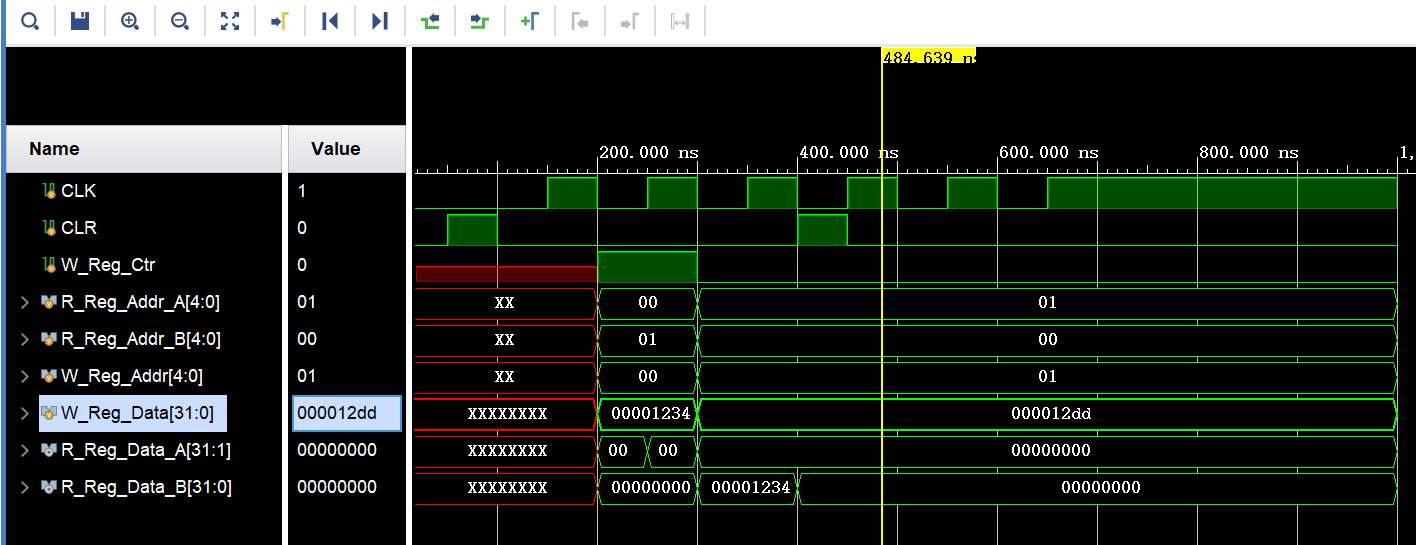 484.639 ns
Name Value
200.000 ns 400.000 ns 600.000 ns 800.000 ns 1,
CLK 1
CLR 0
W_Reg_Ctr 0
R_Reg_Addr_A[4:0] 01 XX 00 01
R_Reg_Addr_B[4:0] 00 XX 01 00
W_Reg_Addr[4:0] 01 XX 00 01
W_Reg_Data[31:0] 000012dd XXXXXXXX 00001234 000012dd
R_Reg_Data_A[31:1] 00000000 XXXXXXXX 00 00 00000000
R_Reg_Data_B[31:0] 00000000 XXXXXXXX 00000000 00001234 00000000